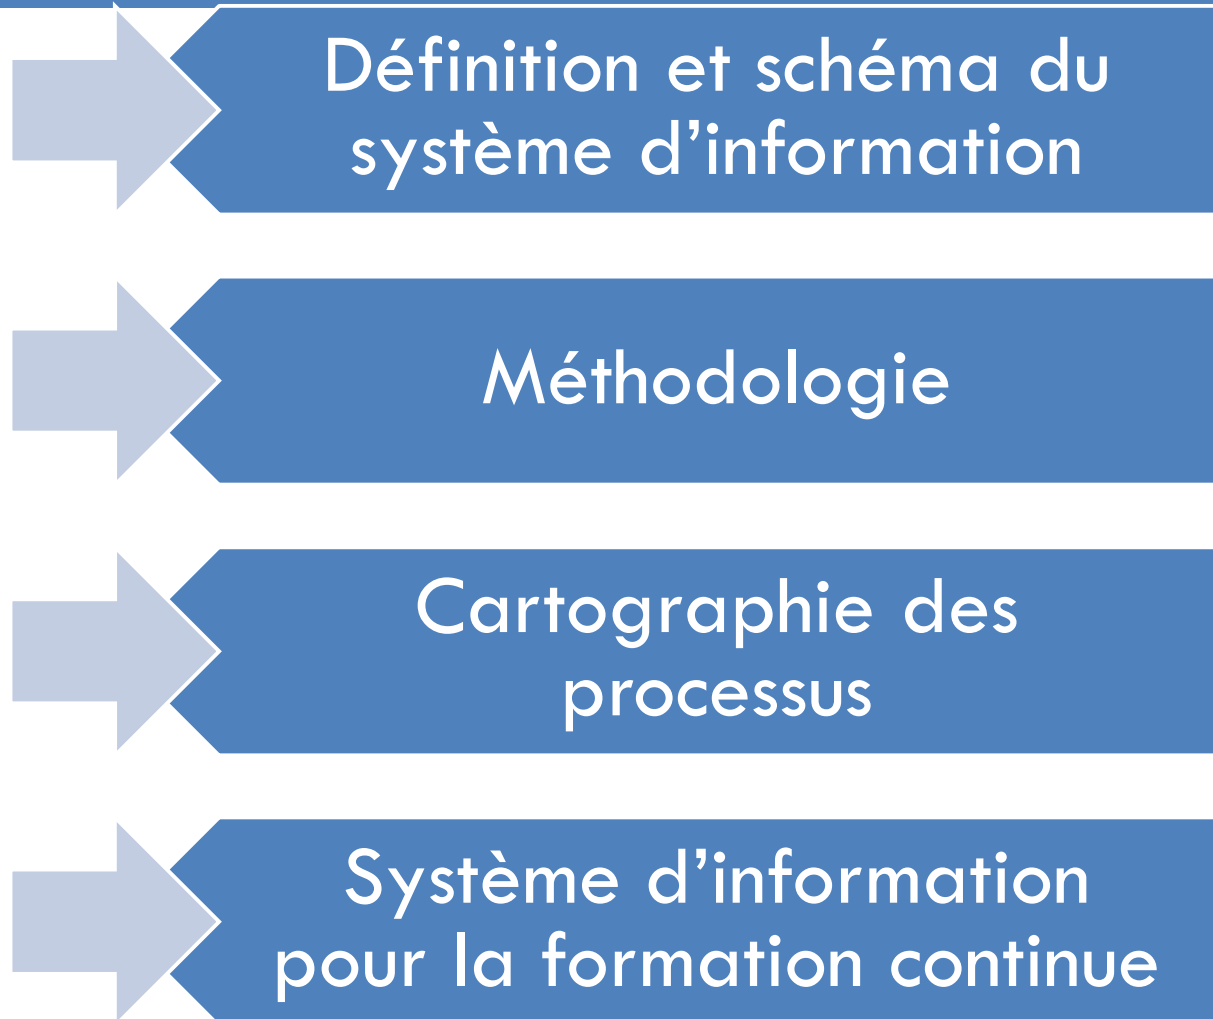 Définition et schéma du
système d’information
Méthodologie
Cartographie des
processus
Système d’information
pour la formation continue